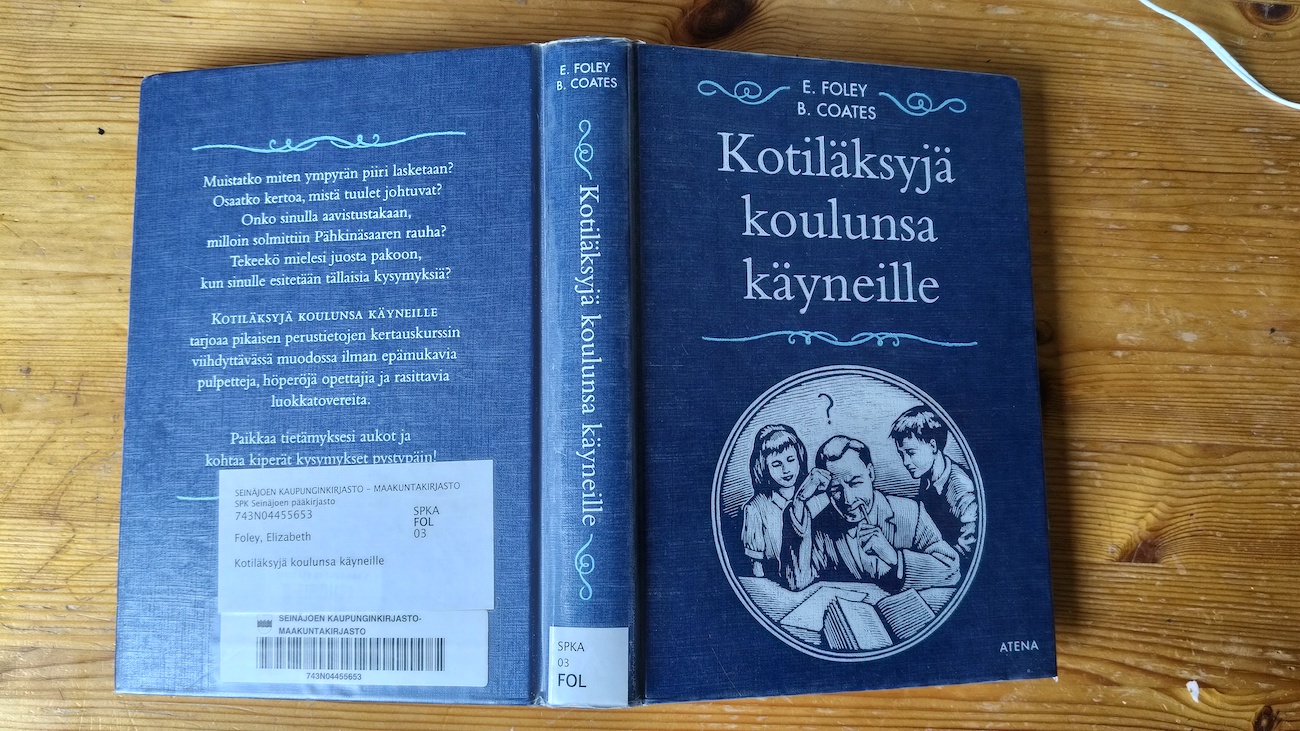 Muistatko miten ympyrän piiri lasketaan?
Osaatko kertoa, mistä tuulet johtuvat?
Onko sinulla aavistustakaan,
milloin solmittiin Pähkinäsaaren rauha?
Tekeekö mielesi juosta pakoon,
kun sinulle esitetään tällaisia kysymyksiä?
KOTILÄKSYJÄ KOULUNSA KÄYNEILLE
tarjoaa pikaisen perustietojen kertauskurssin
viihdyttävässä muodossa ilman epämukavia
pulpetteja, höperöjä opettajia ja rasittavia
luokkatovereita.
Paikkaa tietämyksesi aukot ja
kohtaa kiperät kysymykset pystypäin!
SEINÄJOEN KAUPUNGINKIRJASTO – MAAKUNTAKIRJASTO
SPK Seinäjoen pääkirjasto
743N04455653
SPKA
FOL
03
Foley, Elizabeth
Kotiläksyjä koulunsa käyneille
SEINÄJOEN KAUPUNGINKIRJASTO-
MAAKUNTAKIRJASTO
743N04455653
E. FOLEY
B. COATES
Kotiläksyjä koulunsa käyneille
SPKA
03
FOL
E. FOLEY
B. COATES
Kotiläksyjä
koulunsa
käyneille
?
ATENA